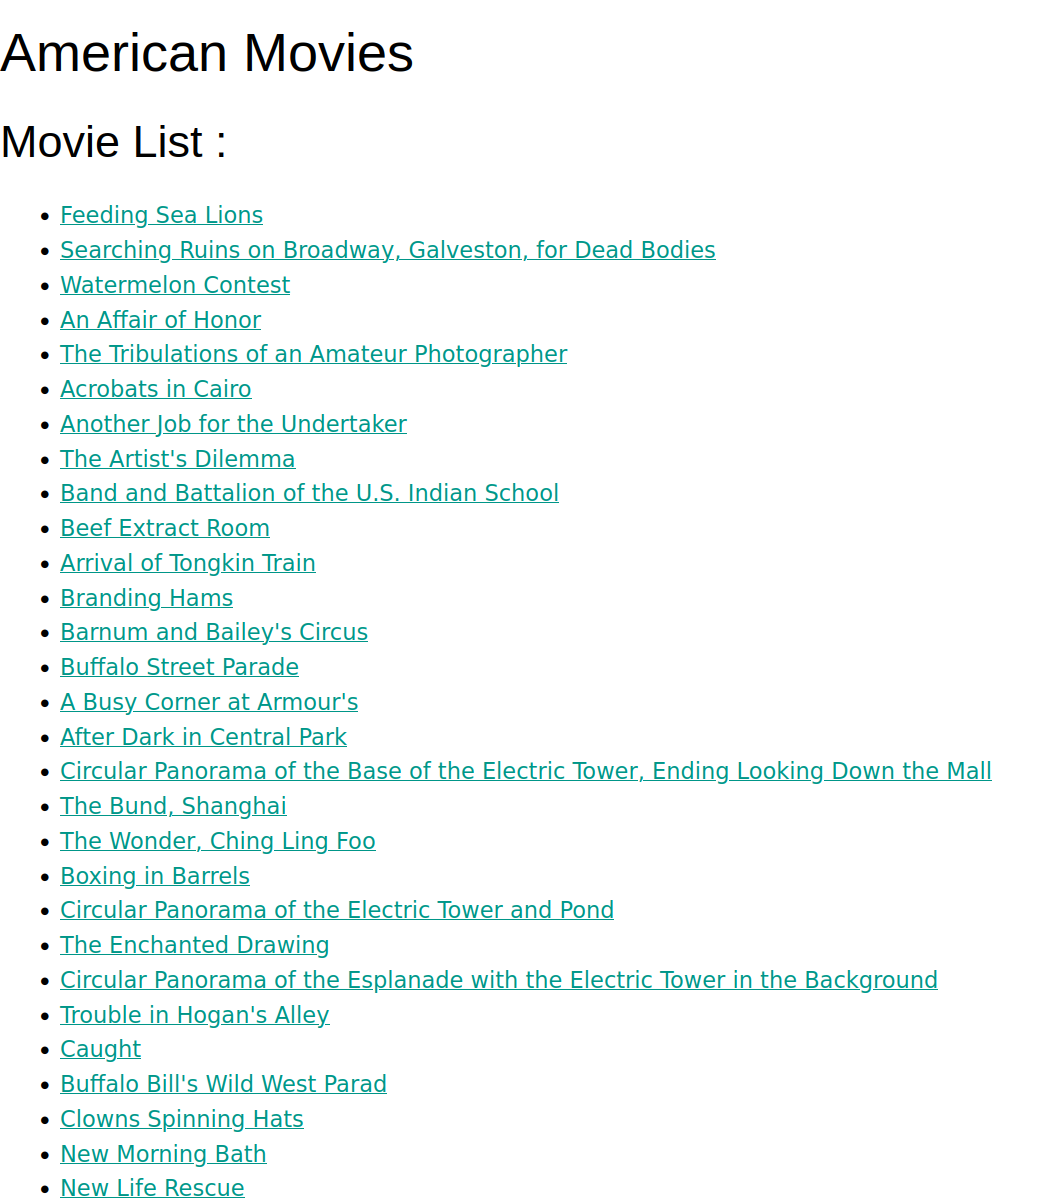 American Movies
Movie List :
Feeding Sea Lions
Searching Ruins on Broadway, Galveston, for Dead Bodies
Watermelon Contest
An Affair of Honor
The Tribulations of an Amateur Photographer
Acrobats in Cairo
Another Job for the Undertaker
The Artist's Dilemma
Band and Battalion of the U.S. Indian School
Beef Extract Room
Arrival of Tongkin Train
Branding Hams
Barnum and Bailey's Circus
Buffalo Street Parade
A Busy Corner at Armour's
After Dark in Central Park
Circular Panorama of the Base of the Electric Tower, Ending Looking Down the Mall
The Bund, Shanghai
The Wonder, Ching Ling Foo
Boxing in Barrels
Circular Panorama of the Electric Tower and Pond
The Enchanted Drawing
Circular Panorama of the Esplanade with the Electric Tower in the Background
Trouble in Hogan's Alley
Caught
Buffalo Bill's Wild West Parad
Clowns Spinning Hats
New Morning Bath
New Life Rescue